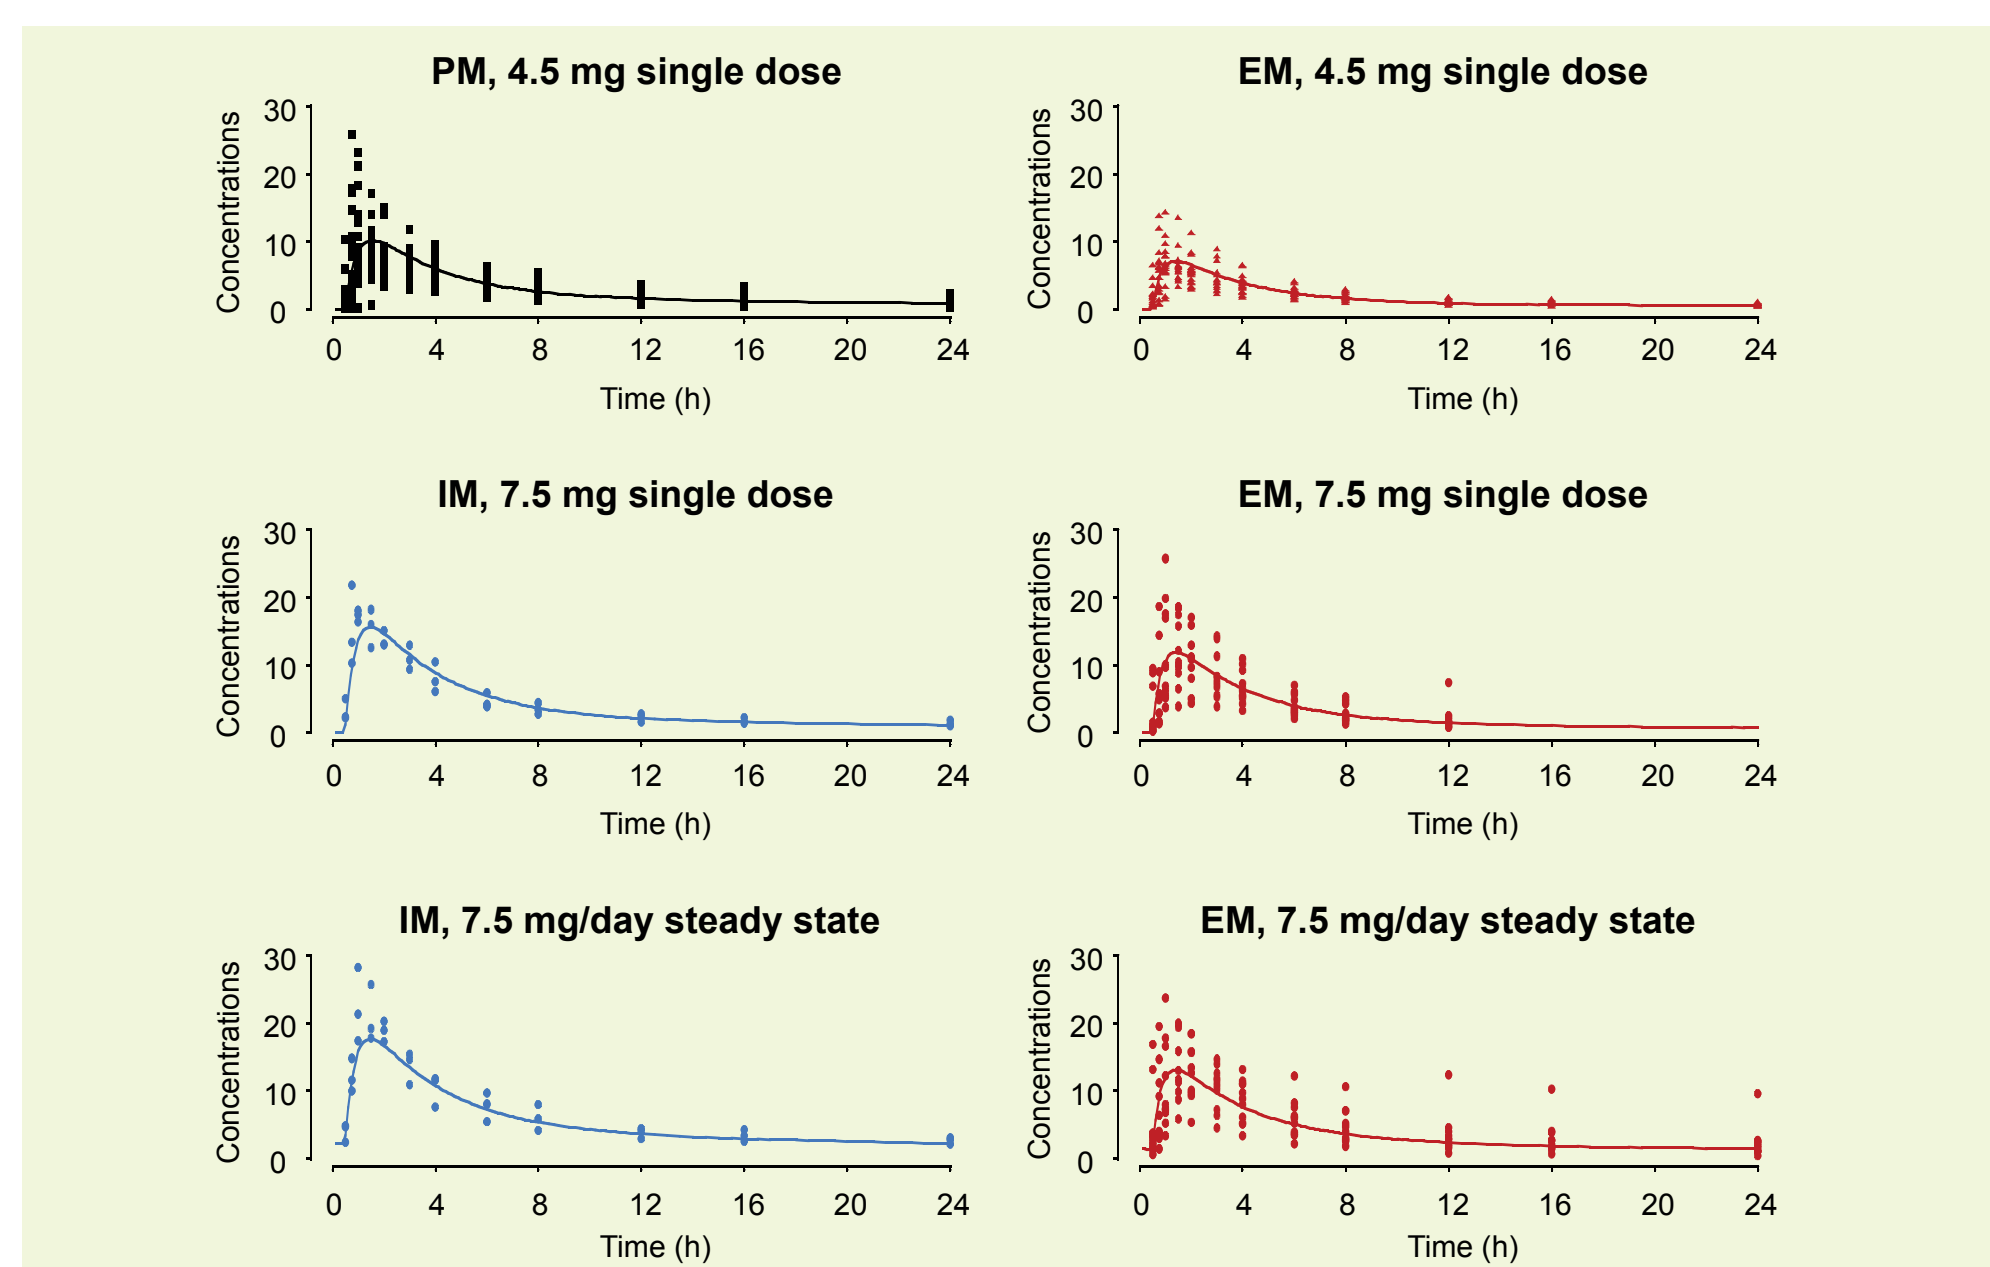 PM, 4.5 mg single dose
Concentrations
30
20
10
0
0 4 8 12 16 20 24
Time (h)
EM, 4.5 mg single dose
Concentrations
30
20
10
0
0 4 8 12 16 20 24
Time (h)
IM, 7.5 mg single dose
Concentrations
30
20
10
0
0 4 8 12 16 20 24
Time (h)
EM, 7.5 mg single dose
Concentrations
30
20
10
0
0 4 8 12 16 20 24
Time (h)
IM, 7.5 mg/day steady state
Concentrations
30
20
10
0
0 4 8 12 16 20 24
Time (h)
EM, 7.5 mg/day steady state
Concentrations
30
20
10
0
0 4 8 12 16 20 24
Time (h)